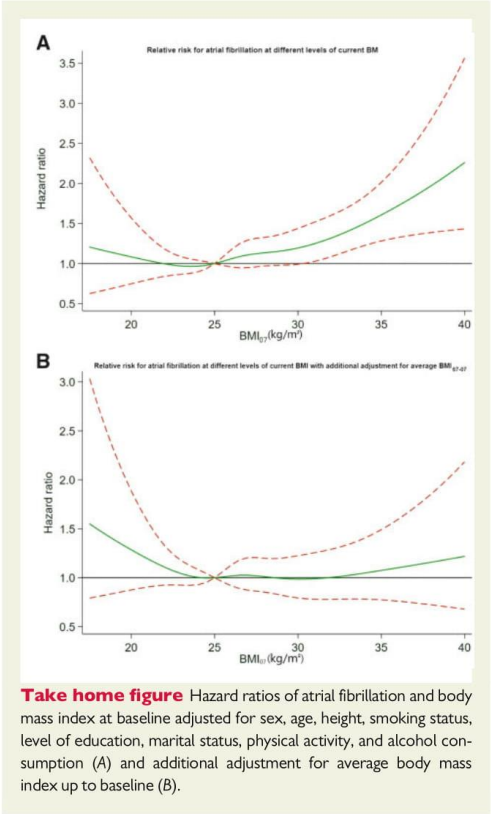 A
Relative risk for atrial fibrillation at different levels of current BM
Hazard ratio
3.5
3.0
2.5
2.0
1.5
1.0
0.5
20 25 30 35 40
BMI07(kg/m²)
B
Relative risk for atrial fibrillation at different levels of current BMI with additional adjustment for average BMI 67-07
Hazard ratio
3.0
2.5
2.0
1.5
1.0
0.5
20 25 30 35 40
BMI07(kg/m²)
Take home figure Hazard ratios of atrial fibrillation and body
mass index at baseline adjusted for sex, age, height, smoking status,
level of education, marital status, physical activity, and alcohol con-
sumption (A) and additional adjustment for average body mass
index up to baseline (B).